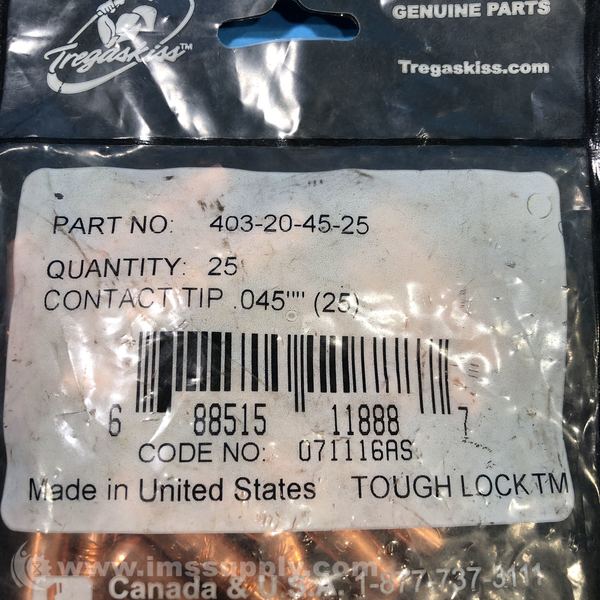 GENUINE PARTS
Tregaskiss™
Tregaskiss.com
PART NO: 403-20-45-25
QUANTITY: 25
CONTACT TIP .045"" (25)
6 88515 11888 7
CODE NO: 071116AS
Made in United States TOUGH LOCKTM
www.imssupply.com
Canada & U.S.A. 1-877-737-3111